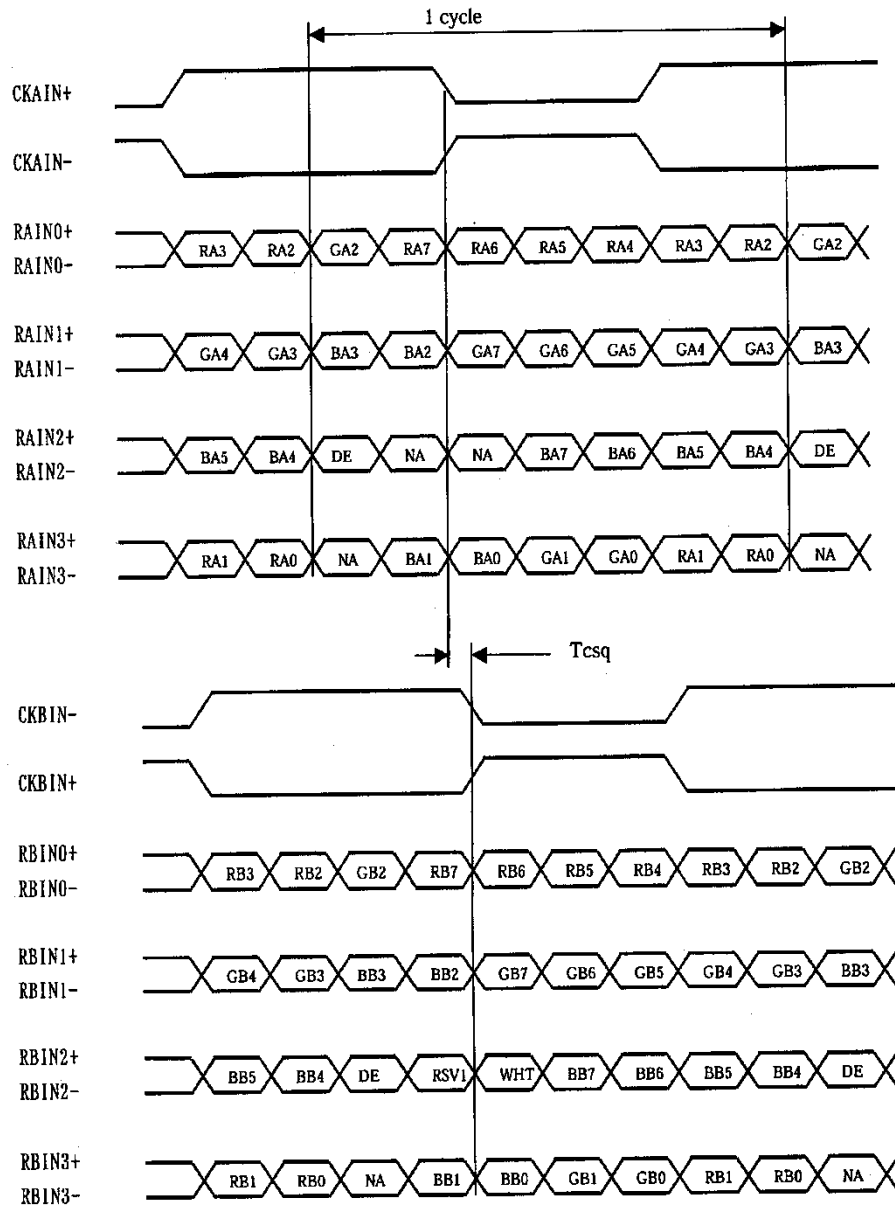 1 cycle
CKAIN+
CKAIN-
RAIN0+
RA3 RA2 GA2 RA7 RA6 RA5 RA4 RA3 RA2 GA2
RAIN0-
RAIN1+
GA4 GA3 BA3 BA2 GA7 GA6 GA5 GA4 GA3 BA3
RAIN1-
RAIN2+
BA5 BA4 DE NA NA BA7 BA6 BA5 BA4 DE
RAIN2-
RAIN3+
RA1 RA0 NA BA1 BA0 GA1 GA0 RA1 RA0 NA
RAIN3-
Tcsq
CKBIN-
CKBIN+
RBIN0+
RB3 RB2 GB2 RB7 RB6 RB5 RB4 RB3 RB2 GB2
RBIN0-
RBIN1+
GB4 GB3 BB3 BB2 GB7 GB6 GB5 GB4 GB3 BB3
RBIN1-
RBIN2+
BB5 BB4 DE RSV1 WHT BB7 BB6 BB5 BB4 DE
RBIN2-
RBIN3+
RB1 RB0 NA BB1 BB0 GB1 GB0 RB1 RB0 NA
RBIN3-